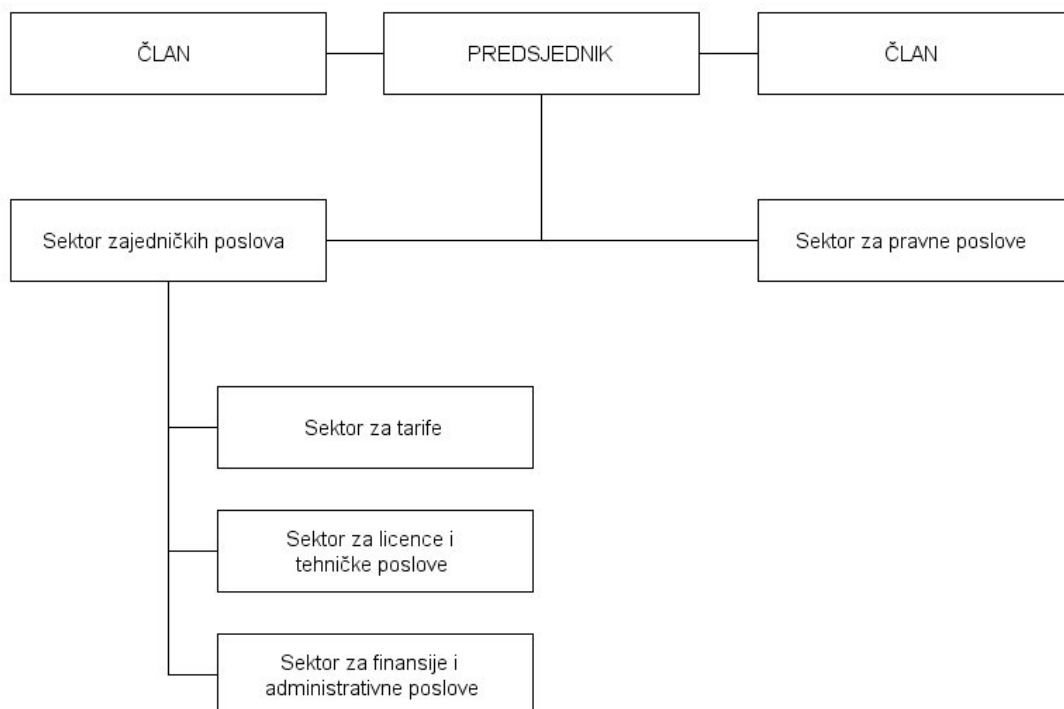 ČLAN
PREDSJEDNIK
ČLAN
Sektor zajedničkih poslova
Sektor za pravne poslove
Sektor za tarife
Sektor za licence i
tehničke poslove
Sektor za finansije i
administrativne poslove